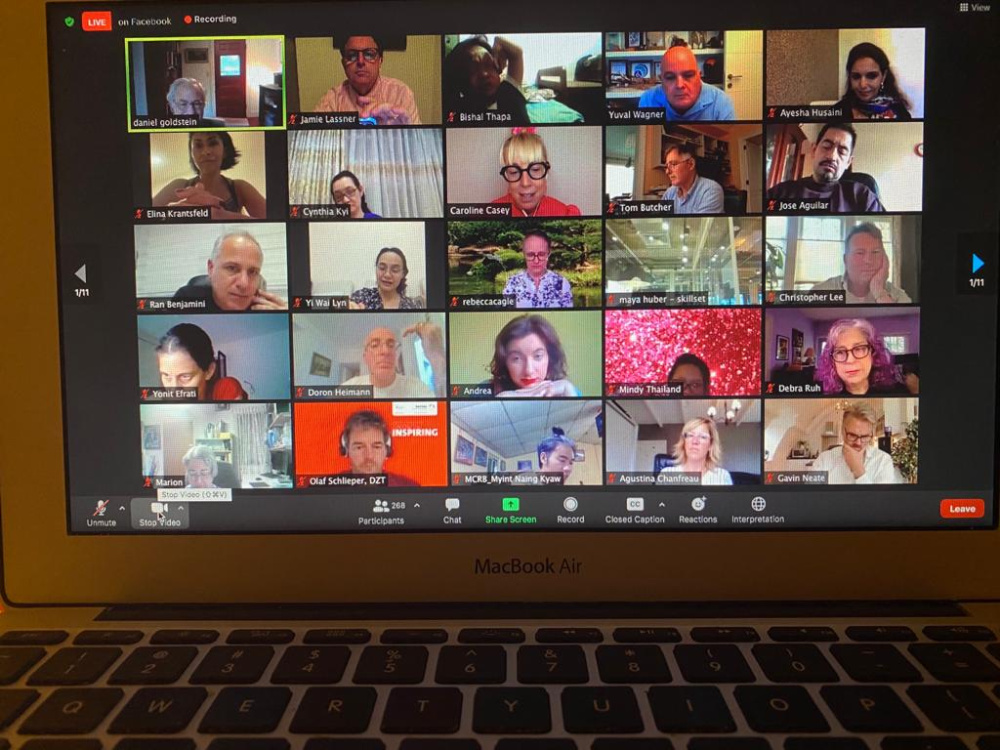 LIVE on Facebook Recording
View
daniel goldstein
Jamie Lassner
Bishal Thapa
Yuval Wagner
Ayesha Husaini
Elina Krantsfeld
Cynthia Kyi
Caroline Casey
Tom Butcher
Jose Aguilar
Ran Benjamini
Yi Wai Lyn
rebeccacagle
maya huber – skillset
Christopher Lee
1/11
1/11
Yonit Efrati
Doron Heimann
Andrea
Mindy Thailand
Debra Ruh
INSPIRING
Marion
Olaf Schlieper, DZT
MCRB_Myint Naing Kyaw
Agustina Chanfreau
Gavin Neate
Stop Video (⇧⌘V)
Unmute
Stop Video
268
Participants
Chat
Share Screen
Record
CC
Closed Caption
Reactions
Interpretation
Leave
MacBook Air
! @ # $ % ^ & * ( ) _ +
1 2 3 4 5 6 7 8 9 0 - =
Q W E R T Y U I O P { [